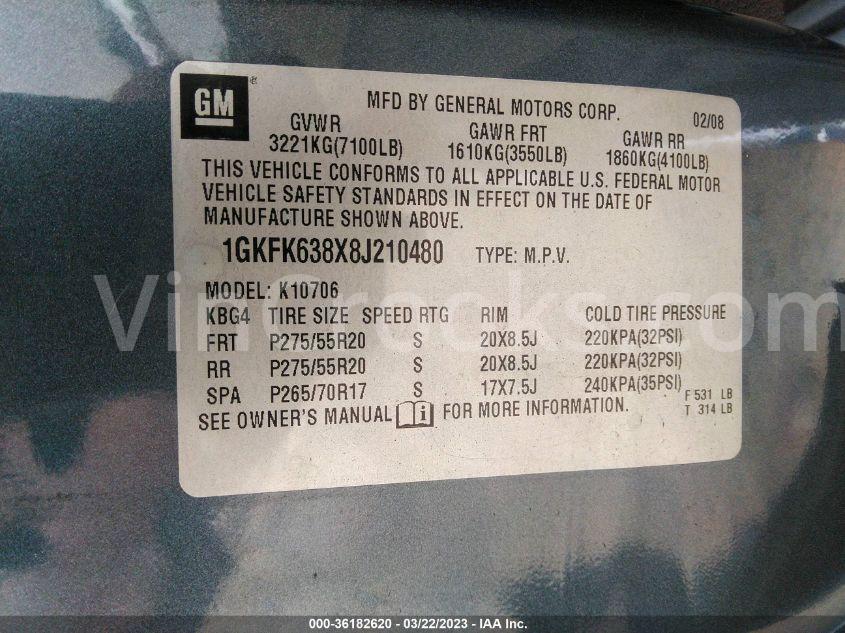 GM
MFD BY GENERAL MOTORS CORP. 02/08
GVWR GAWR FRT GAWR RR
3221KG(7100LB) 1610KG(3550LB) 1860KG(4100LB)
THIS VEHICLE CONFORMS TO ALL APPLICABLE U.S. FEDERAL MOTOR
VEHICLE SAFETY STANDARDS IN EFFECT ON THE DATE OF
MANUFACTURE SHOWN ABOVE.
1GKFK638X8J210480 TYPE: M.P.V.
VinCracks.com
MODEL: K10706
KBG4 TIRE SIZE SPEED RTG RIM COLD TIRE PRESSURE
FRT P275/55R20 S 20X8.5J 220KPA(32PSI)
RR P275/55R20 S 20X8.5J 220KPA(32PSI)
SPA P265/70R17 S 17X7.5J 240KPA(35PSI) F 531 LB
T 314 LB
SEE OWNER'S MANUAL i FOR MORE INFORMATION.
000-36182620 - 03/22/2023 - IAA Inc.